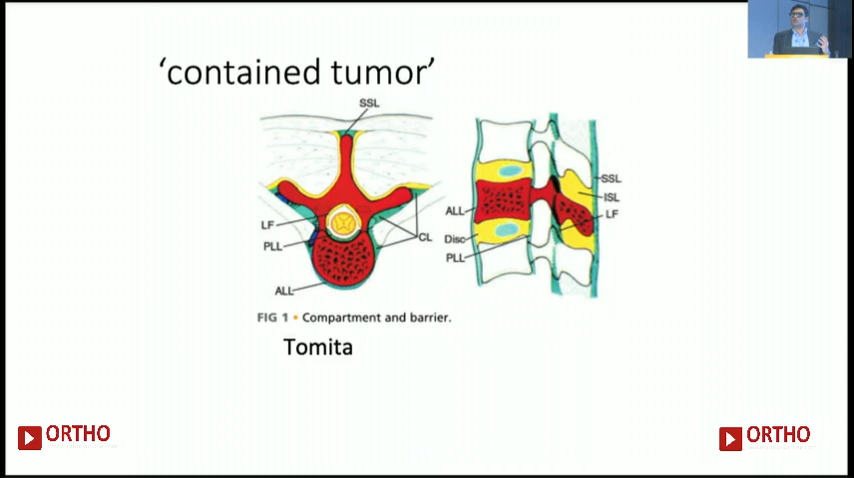 ‘contained tumor’
SSL
LF
PLL
CL
ALL
SSL
ISL
LF
ALL
Disc
PLL
FIG 1 • Compartment and barrier.
Tomita
ORTHO
ORTHO